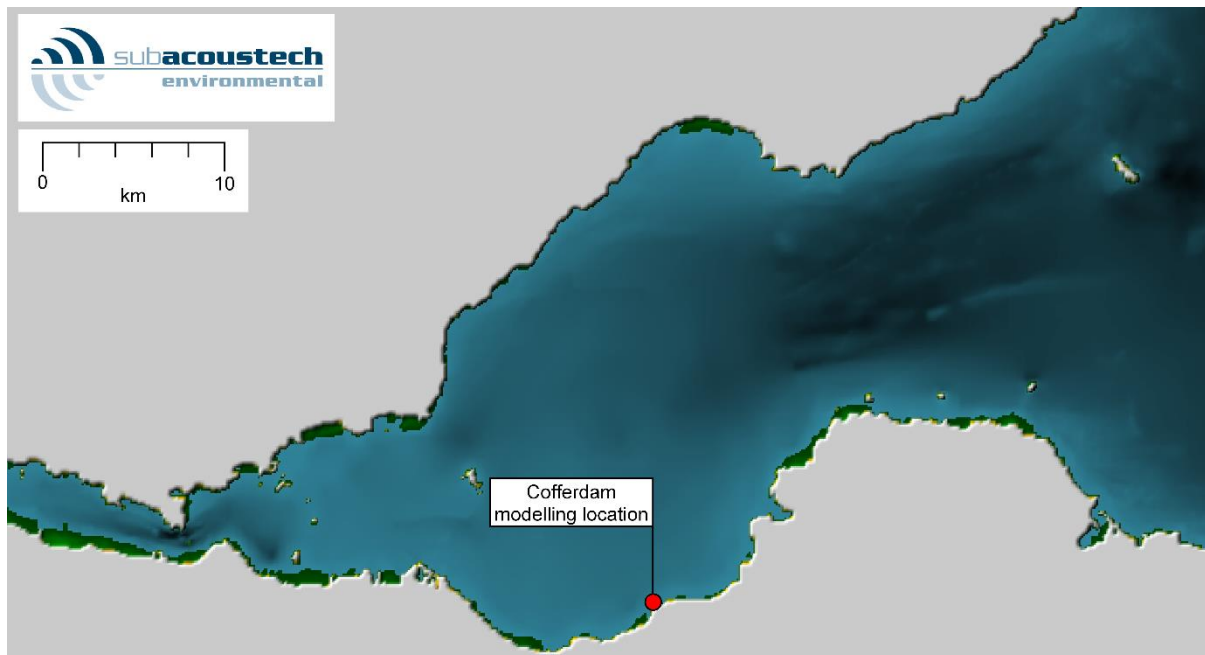 subacoustech
environmental
0 10
km
Cofferdam
modelling location